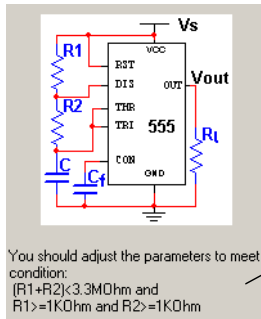 Vs
R1
VCC
RST
DIS
OUT
Vout
R2
THR
TRI
555
Rl
C
Cf
CON
GND
You should adjust the parameters to meet
condition:
(R1+R2)<3.3MOhm and
R1>=1KOhm and R2>=1KOhm